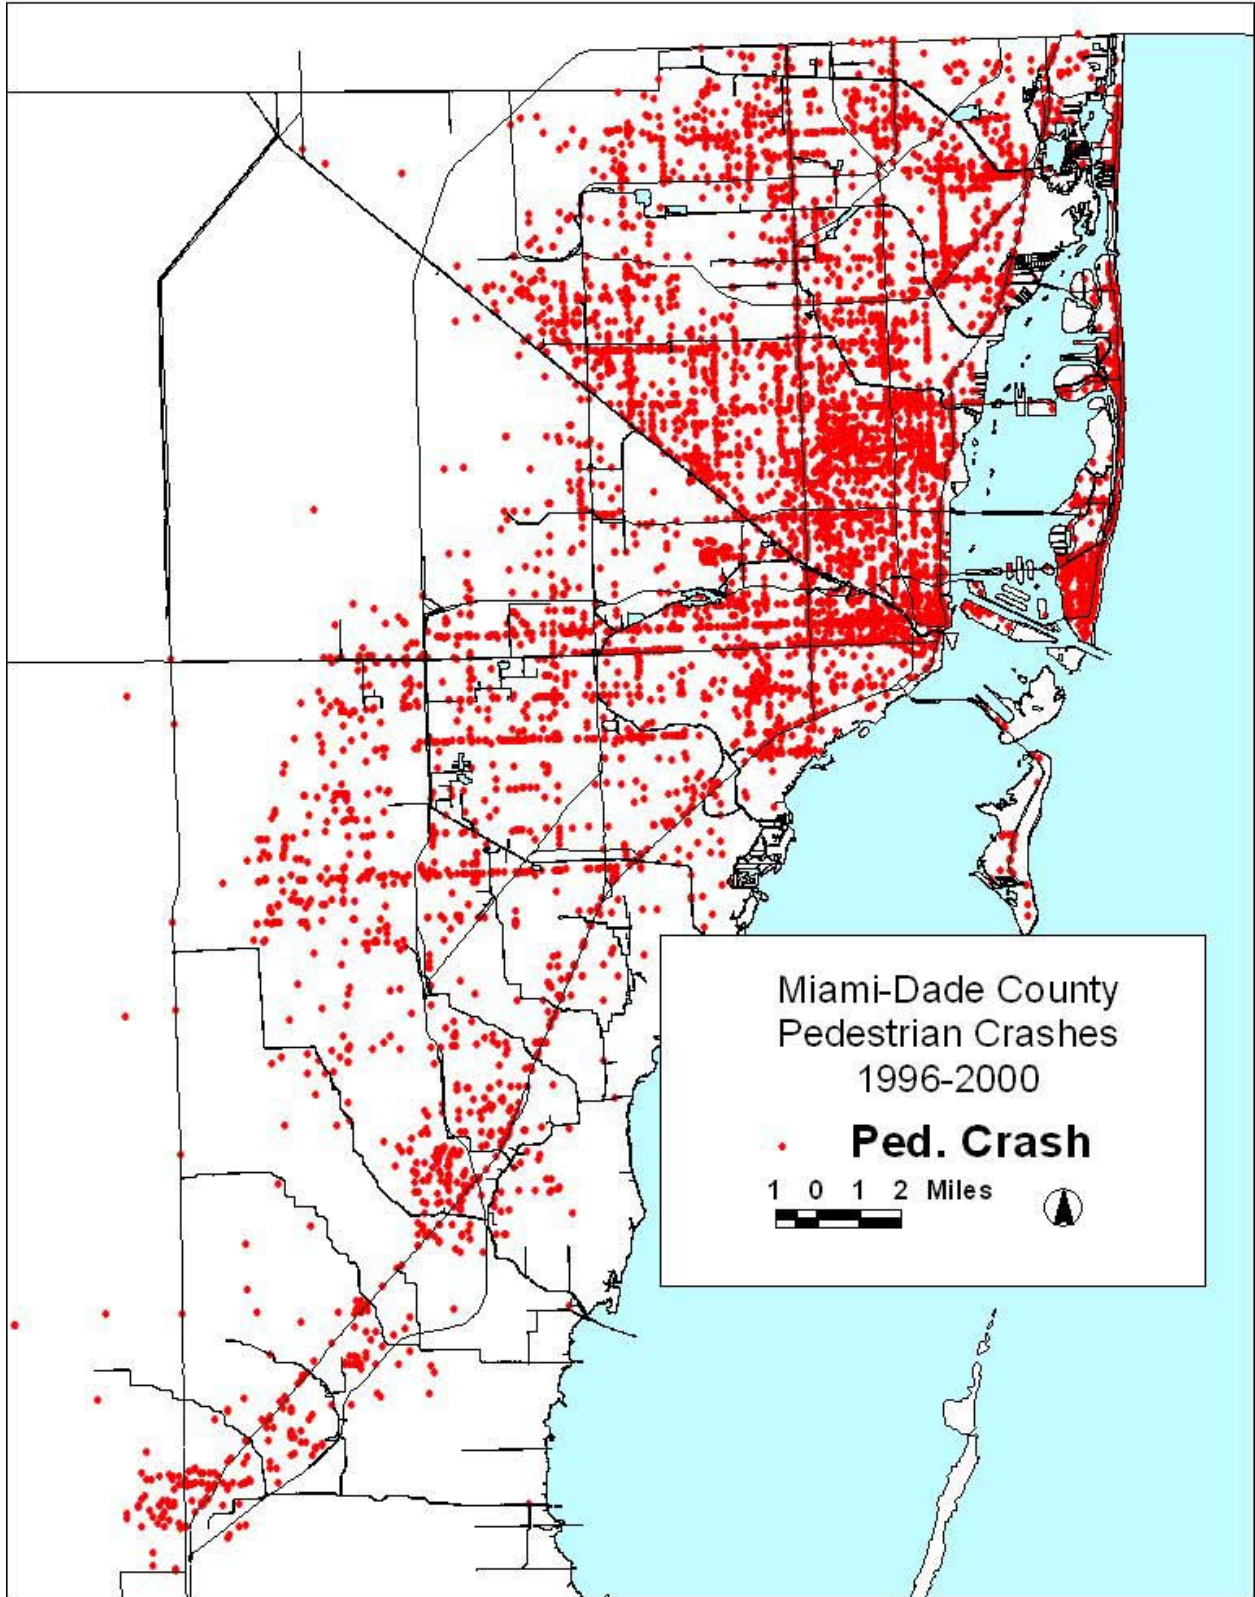 Miami-Dade County
Pedestrian Crashes
1996-2000
Ped. Crash
1 0 1 2 Miles